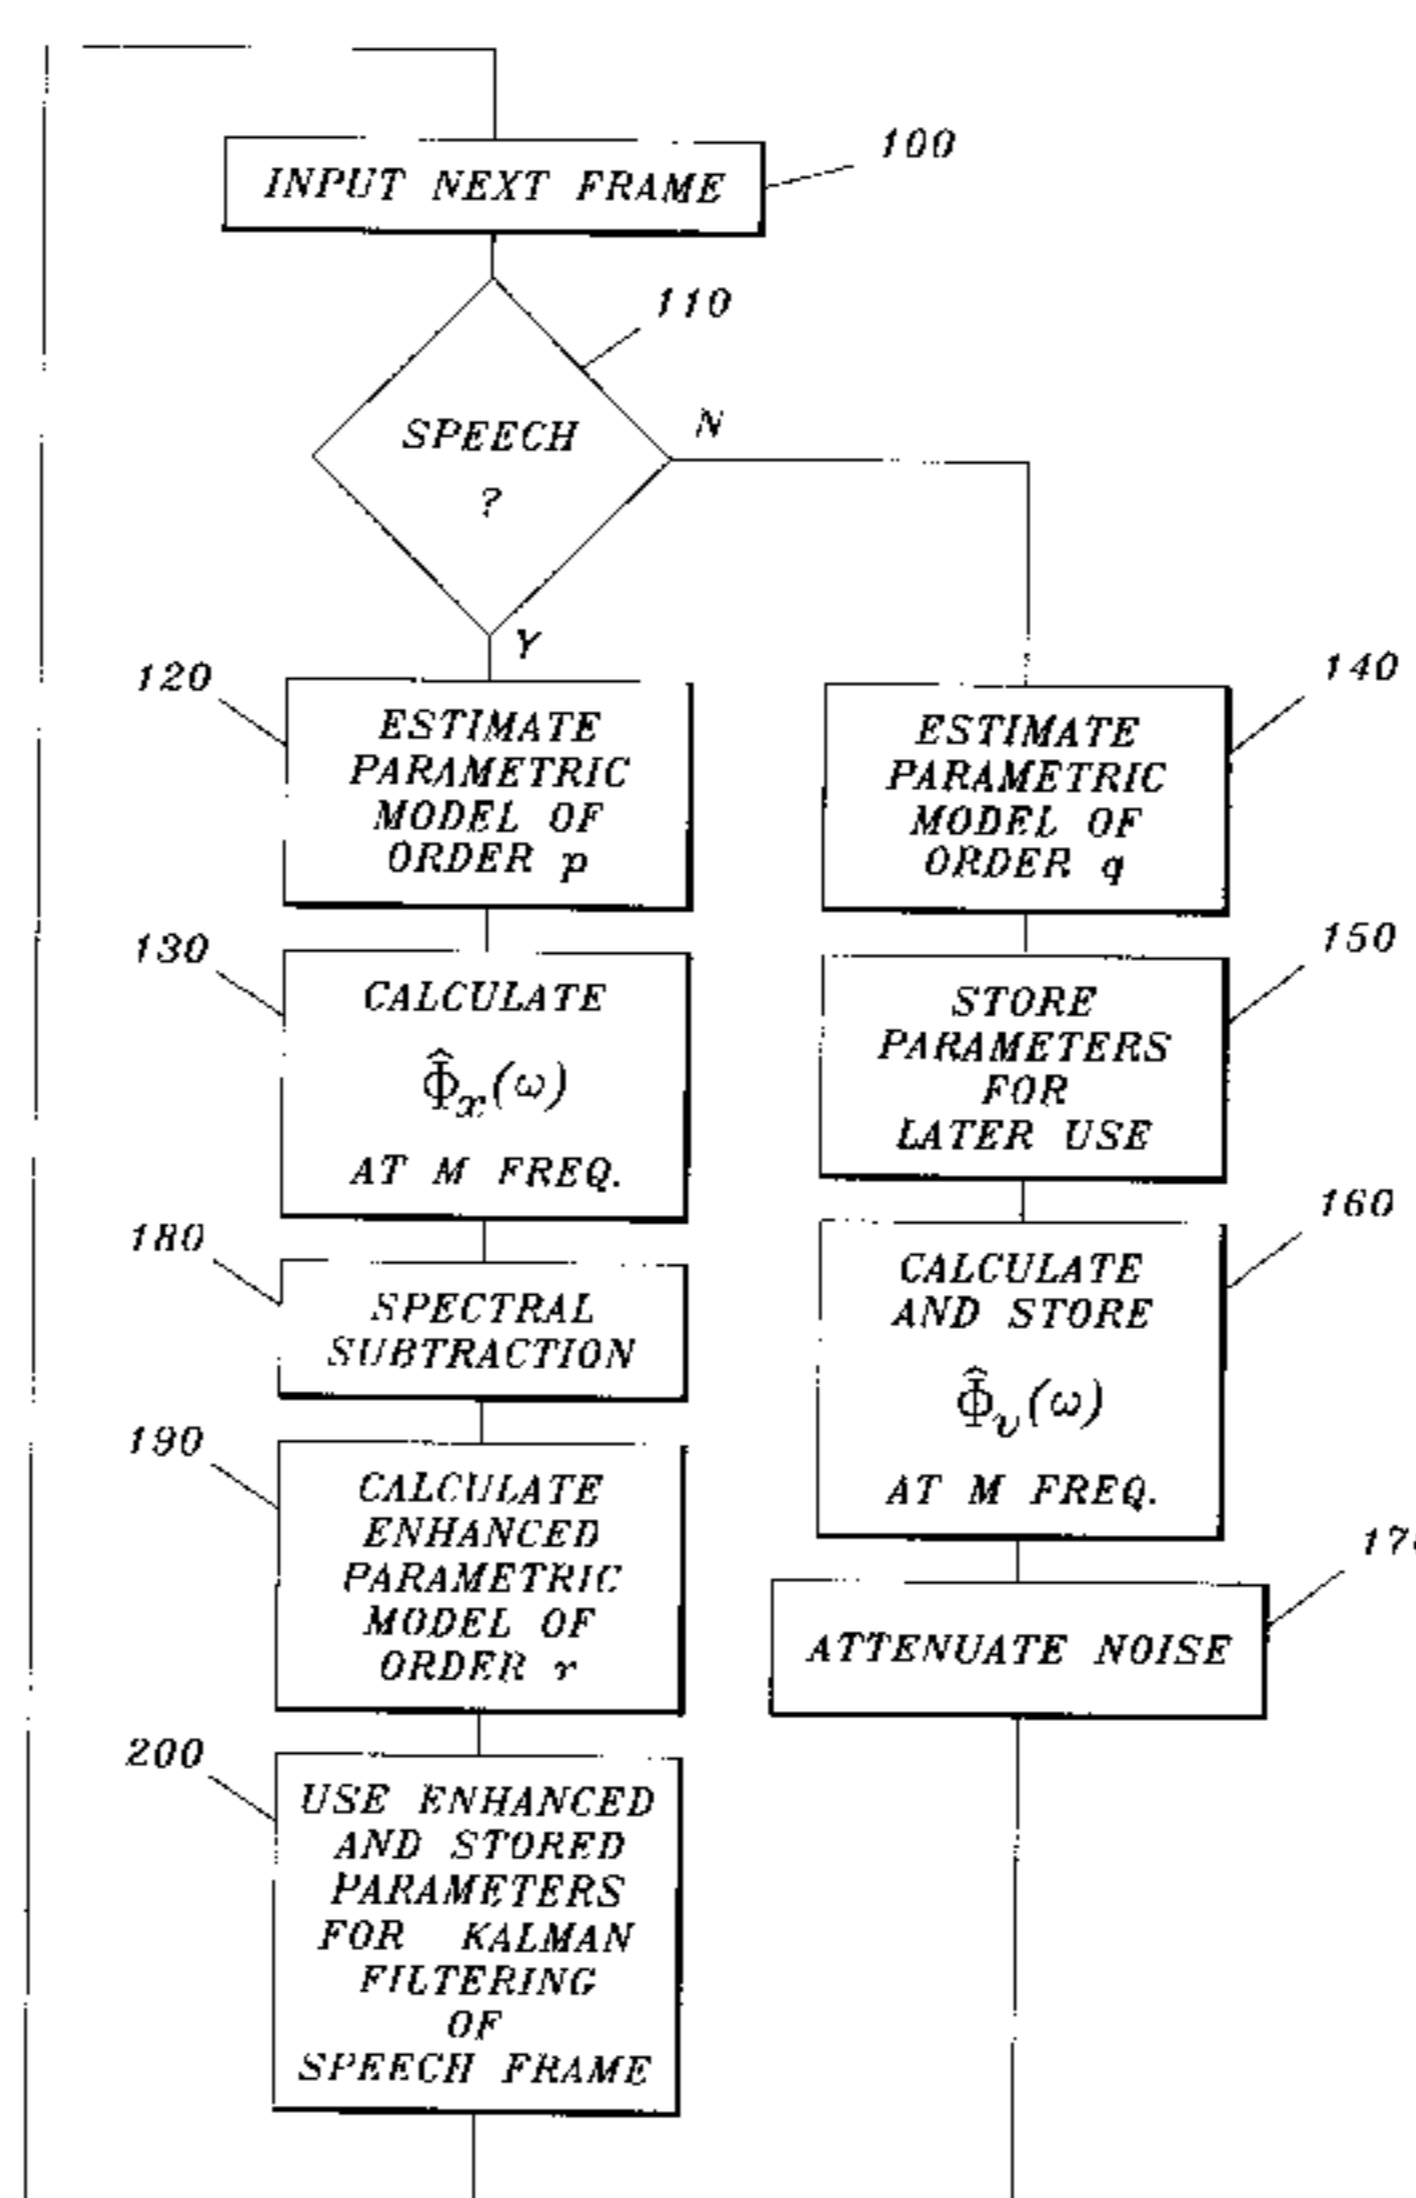 100
INPUT NEXT FRAME
110
SPEECH
?
N
Y
120
ESTIMATE
PARAMETRIC
MODEL OF
ORDER p
130
CALCULATE
Φ̂x(ω)
AT M FREQ.
180
SPECTRAL
SUBTRACTION
190
CALCULATE
ENHANCED
PARAMETRIC
MODEL OF
ORDER r
200
USE ENHANCED
AND STORED
PARAMETERS
FOR KALMAN
FILTERING
OF
SPEECH FRAME
140
ESTIMATE
PARAMETRIC
MODEL OF
ORDER q
150
STORE
PARAMETERS
FOR
LATER USE
160
CALCULATE
AND STORE
Φ̂v(ω)
AT M FREQ.
ATTENUATE NOISE